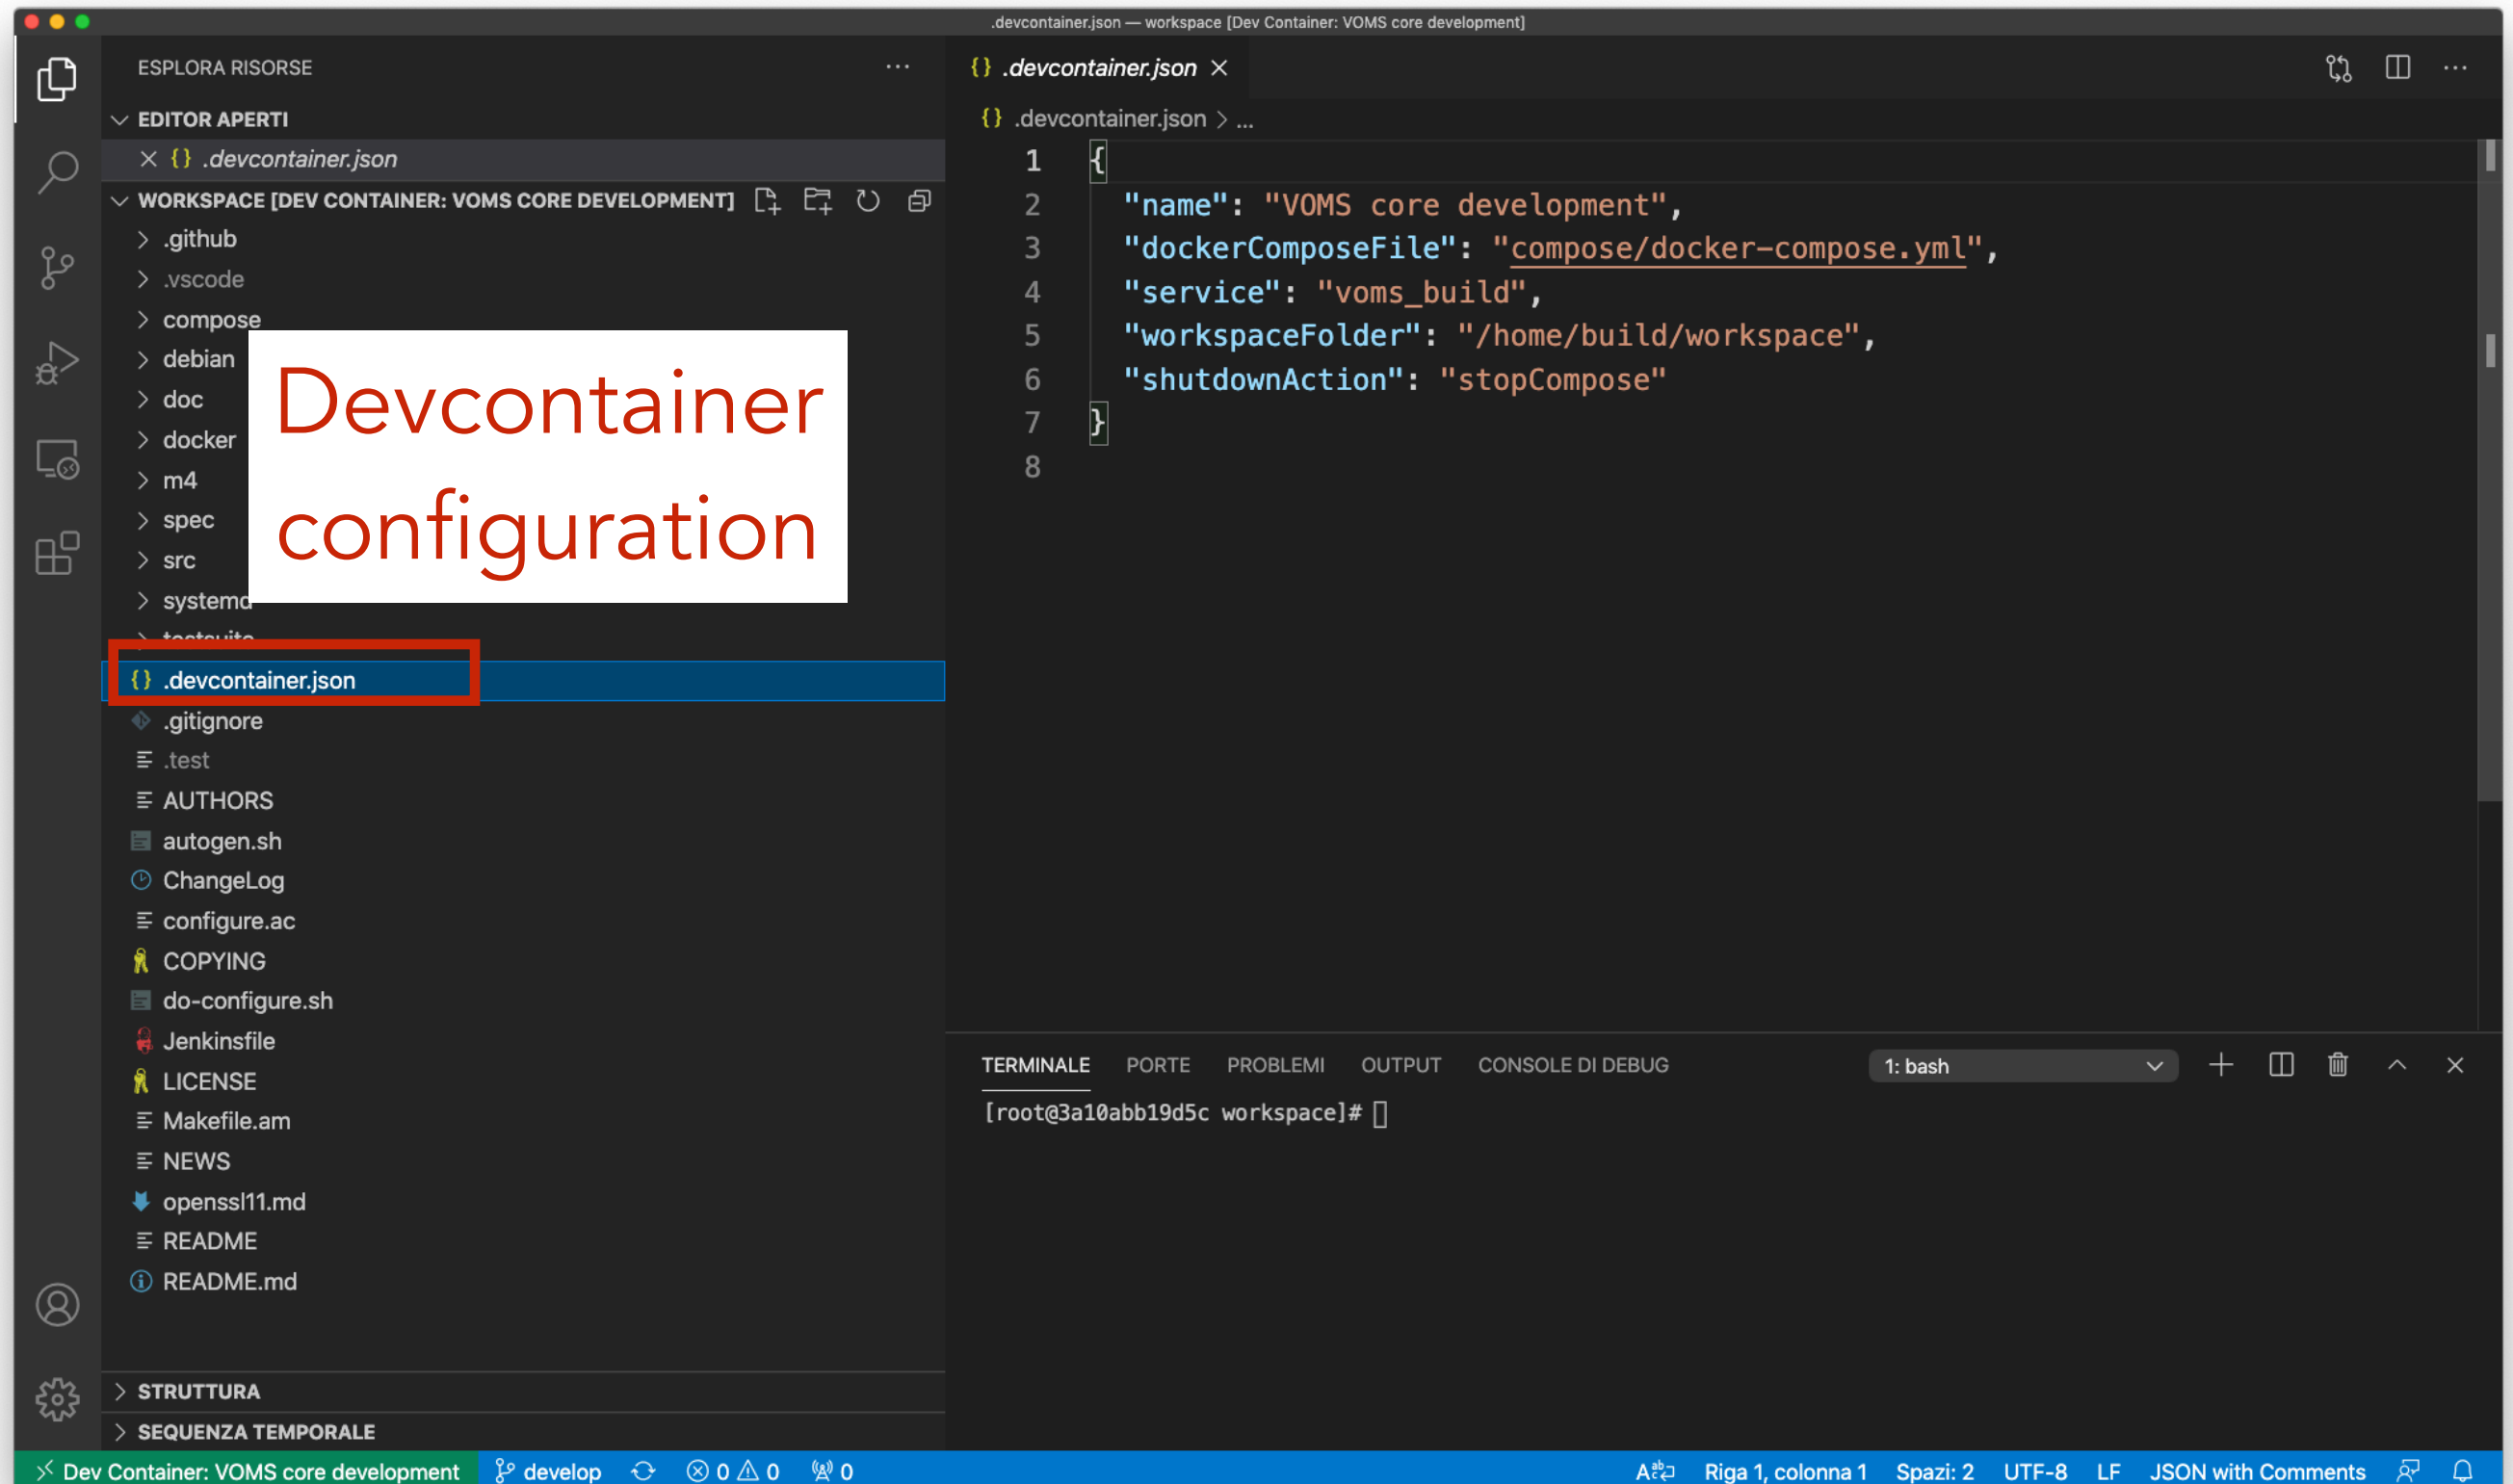 .devcontainer.json — workspace [Dev Container: VOMS core development]
ESPLORA RISORSE
EDITOR APERTI
{} .devcontainer.json
WORKSPACE [DEV CONTAINER: VOMS CORE DEVELOPMENT]
.github
.vscode
compose
debian
doc
docker
m4
spec
src
systemd
testsuite
Devcontainer
configuration
{} .devcontainer.json
.gitignore
.test
AUTHORS
autogen.sh
ChangeLog
configure.ac
COPYING
do-configure.sh
Jenkinsfile
LICENSE
Makefile.am
NEWS
openssl11.md
README
README.md
STRUTTURA
SEQUENZA TEMPORALE
{} .devcontainer.json
{} .devcontainer.json > ...
1 {
2 "name": "VOMS core development",
3 "dockerComposeFile": "compose/docker-compose.yml",
4 "service": "voms_build",
5 "workspaceFolder": "/home/build/workspace",
6 "shutdownAction": "stopCompose"
7 }
8
TERMINALE PORTE PROBLEMI OUTPUT CONSOLE DI DEBUG 1: bash
[root@3a10abb19d5c workspace]#
Dev Container: VOMS core development develop 0 0 0 Riga 1, colonna 1 Spazi: 2 UTF-8 LF JSON with Comments